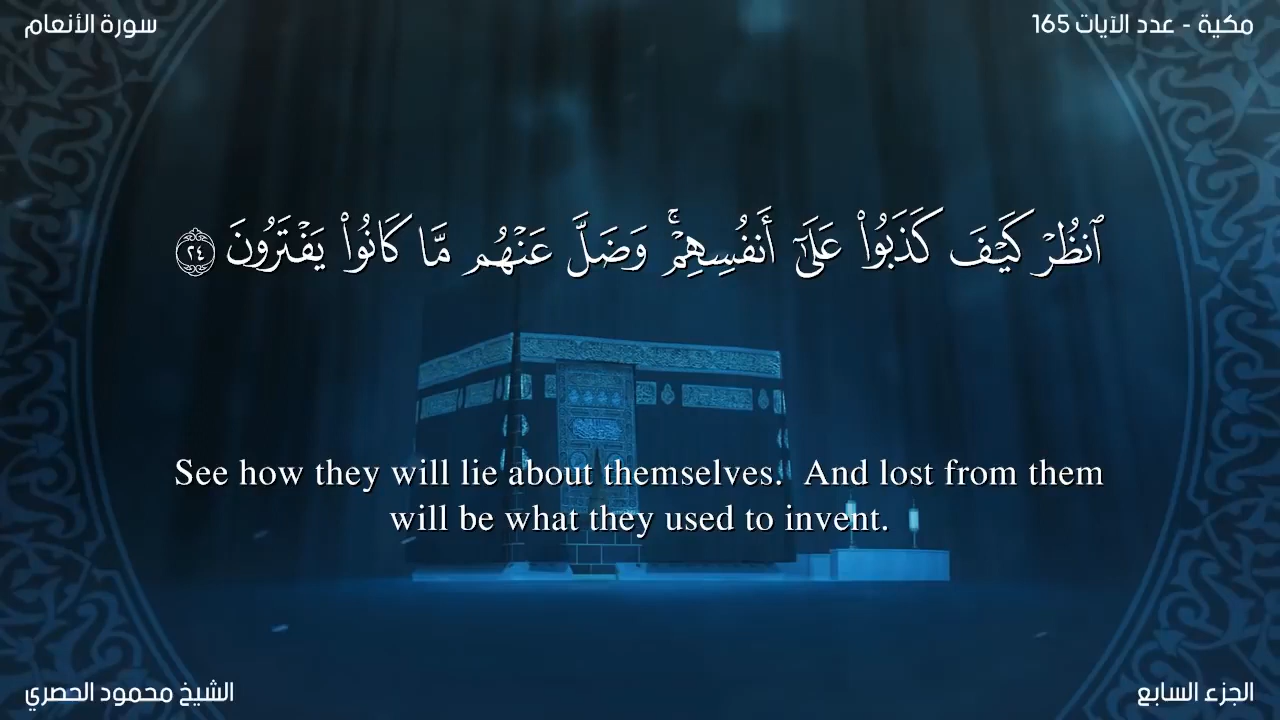 سورة الأنعام
مكية - عدد الآيات 165
ٱنظُرْ كَيْفَ كَذَبُوا۟ عَلَىٰٓ أَنفُسِهِمْ ۚ وَضَلَّ عَنْهُم مَّا كَانُوا۟ يَفْتَرُونَ ٢٤
See how they will lie about themselves.  And lost from them
will be what they used to invent.
الشيخ محمود الحصري
الجزء السابع